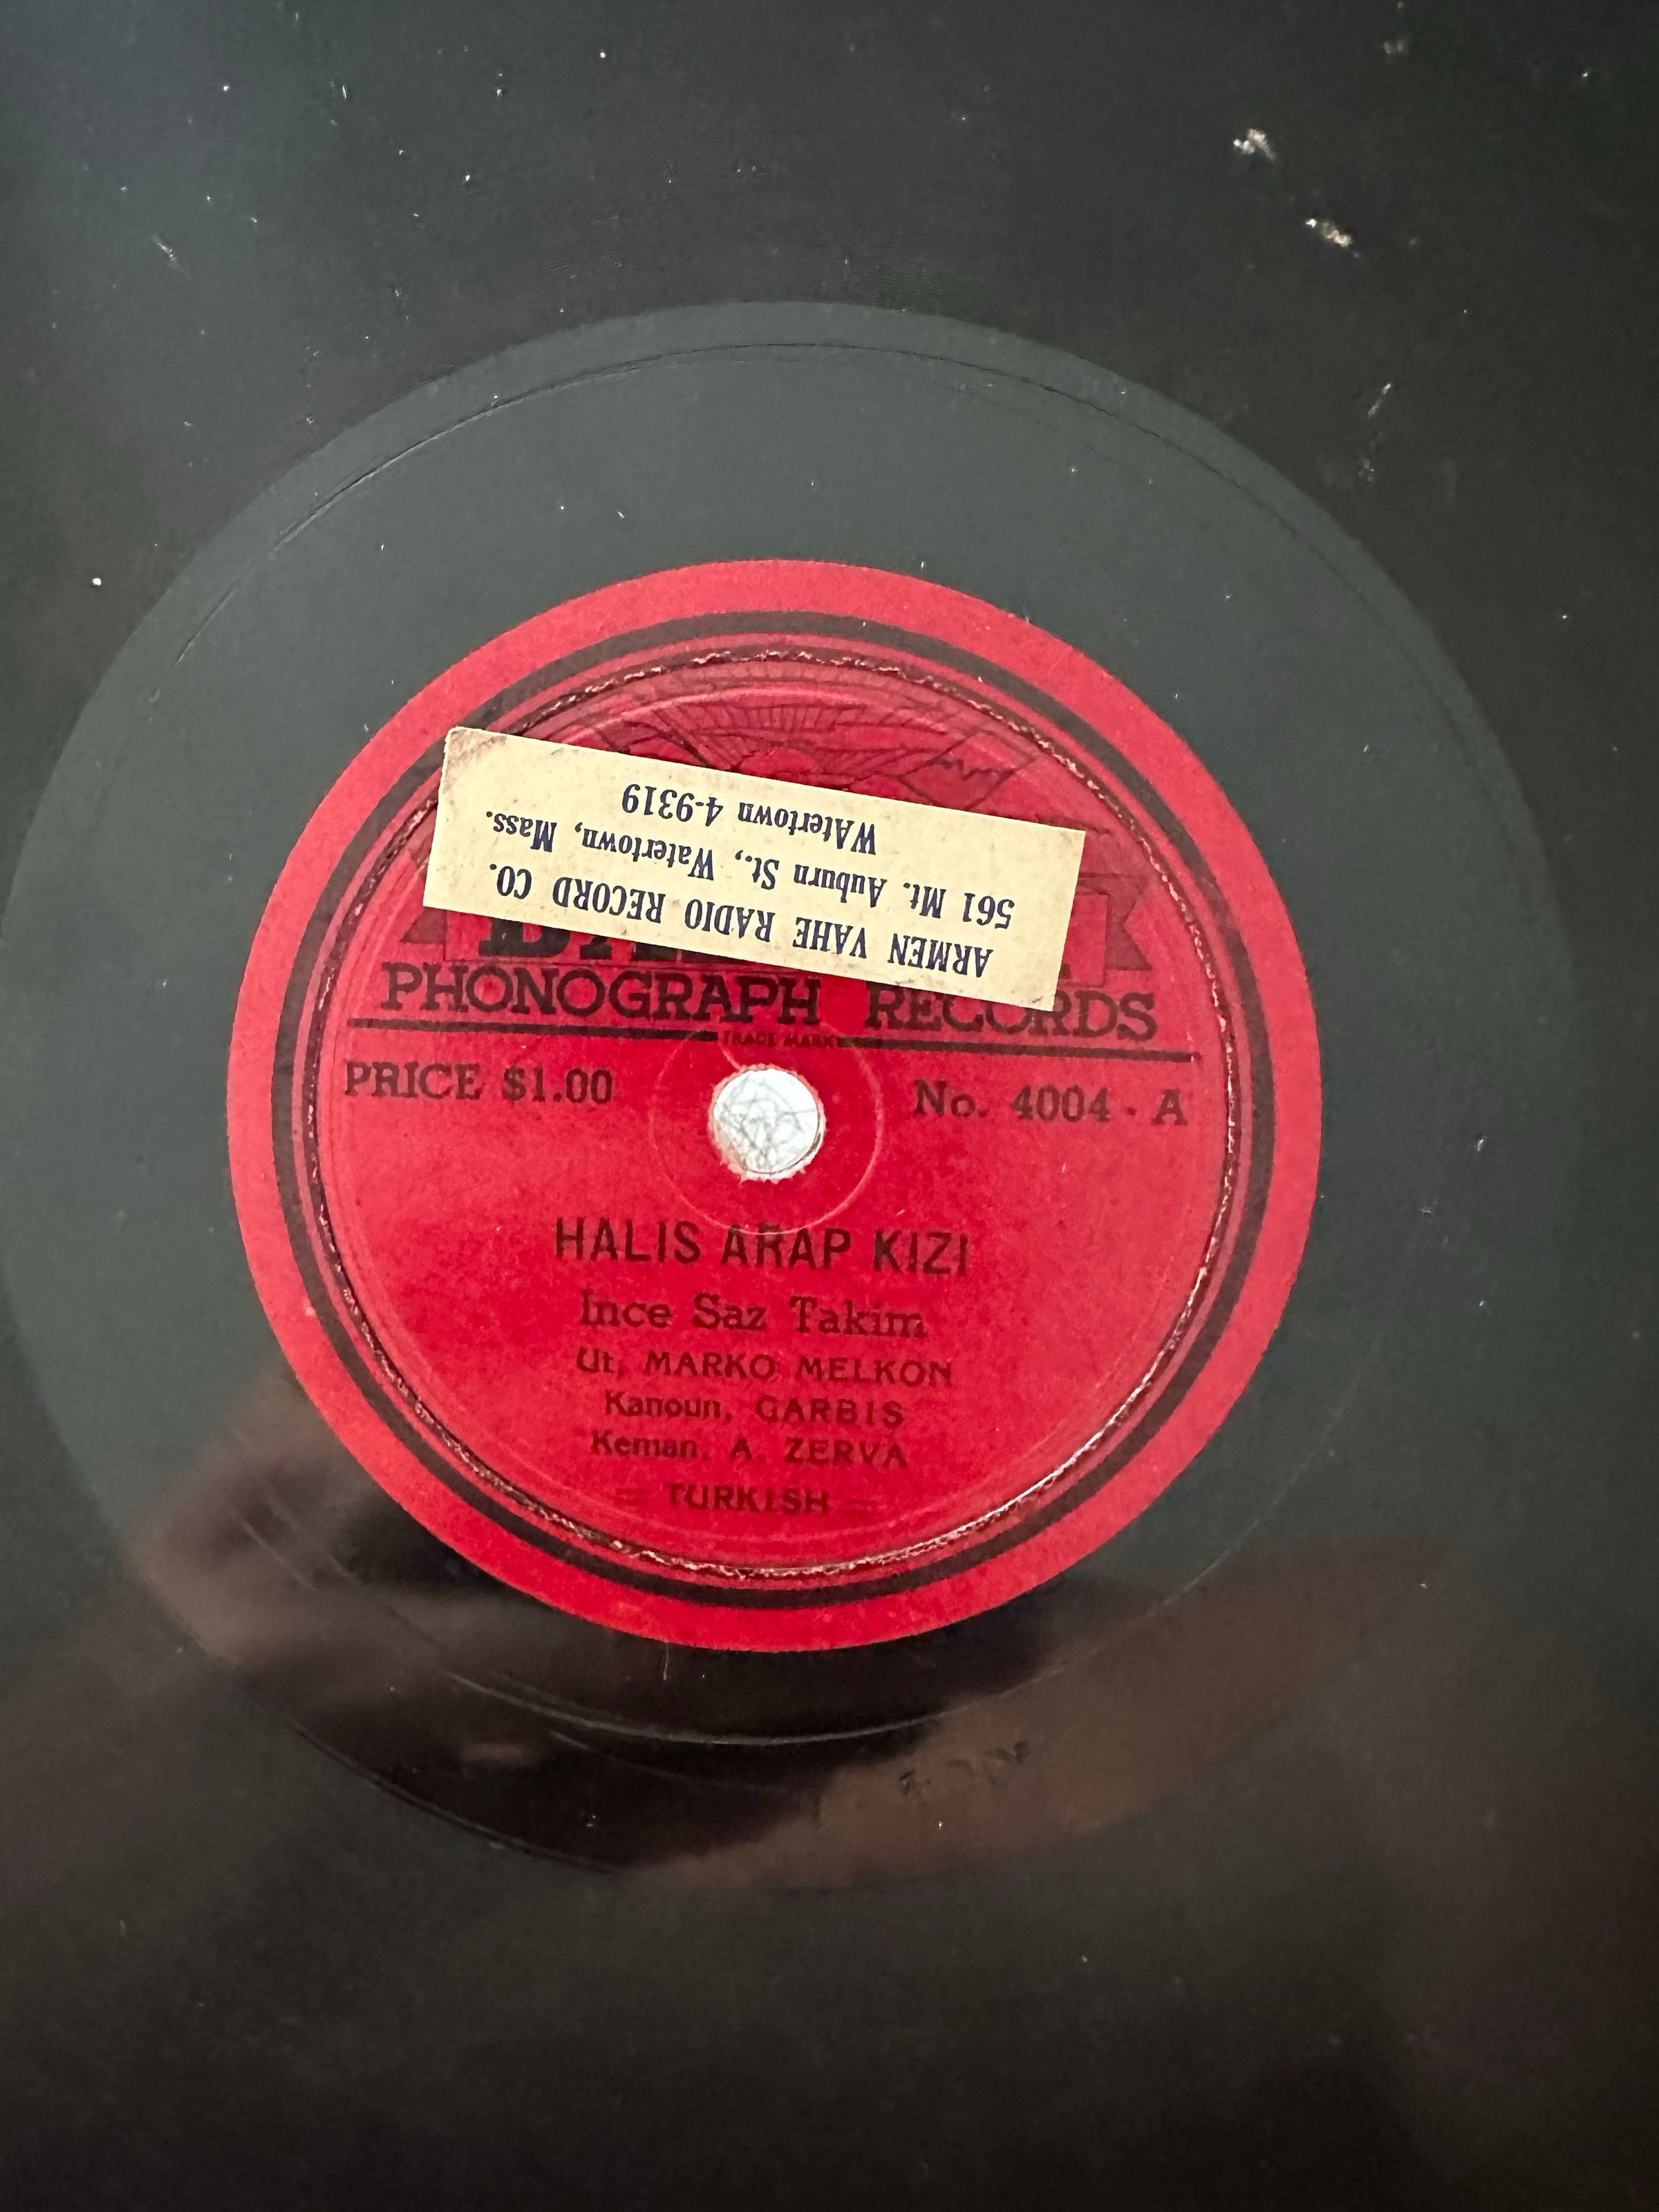 ARMEN VAHE RADIO RECORD CO.
561 Mt. Auburn St., Watertown, Mass.
WAtertown 4-9319
PHONOGRAPH RECORDS
TRADE MARK
PRICE $1.00
No. 4004 - A
HALIS ARAP KIZI
Ince Saz Takim
Ut, MARKO MELKON
Kanoun, GARBIS
Keman, A. ZERVA
= TURKISH =